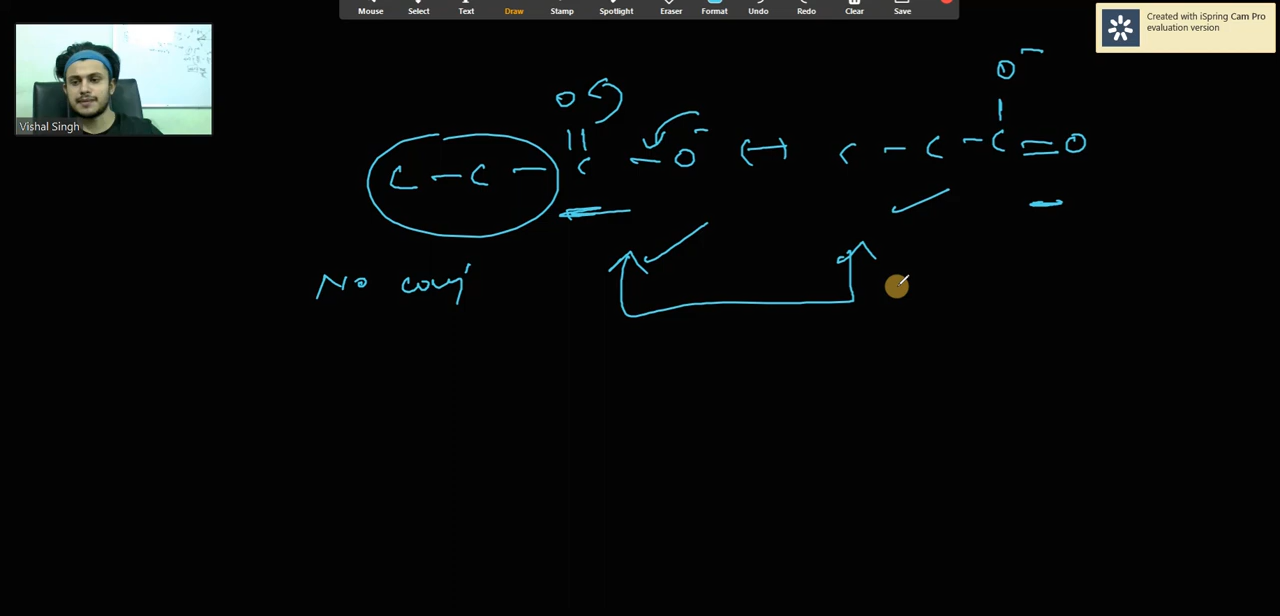 Mouse Select Text Draw Stamp Spotlight Eraser Format Undo Redo Clear Save
Created with iSpring Cam Pro
evaluation version
Vishal Singh
O
||
C – C – C – O⁻ ↔ C – C – C = O
O⁻
|
No conj'